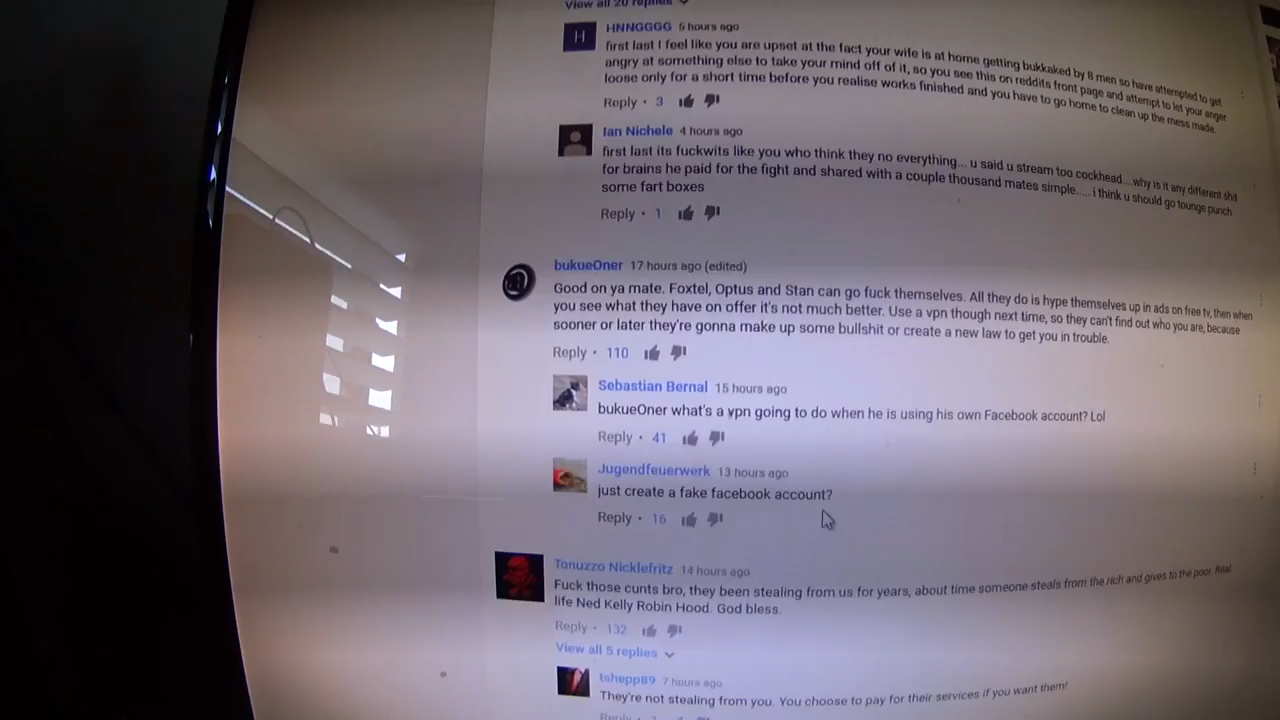 View all 20 replies
H
HNNGGGG 5 hours ago
first last I feel like you are upset at the fact your wife is at home getting bukkaked by 8 men so have attempted to get
angry at something else to take your mind off of it, so you see this on reddits front page and attempt to let your anger
loose only for a short time before you realise works finished and you have to go home to clean up the mess made.
Reply • 3
Ian Nichele 4 hours ago
first last its fuckwits like you who think they no everything... u said u stream too cockhead....why is it any different shit
for brains he paid for the fight and shared with a couple thousand mates simple..... i think u should go tounge punch
some fart boxes
Reply • 1
bukueOner 17 hours ago (edited)
Good on ya mate. Foxtel, Optus and Stan can go fuck themselves. All they do is hype themselves up in ads on free tv, then when
you see what they have on offer it's not much better. Use a vpn though next time, so they can't find out who you are, because
sooner or later they're gonna make up some bullshit or create a new law to get you in trouble.
Reply • 110
Sebastian Bernal 15 hours ago
bukueOner what's a vpn going to do when he is using his own Facebook account? Lol
Reply • 41
Jugendfeuerwerk 13 hours ago
just create a fake facebook account?
Reply • 16
Tonuzzo Nicklefritz 14 hours ago
Fuck those cunts bro, they been stealing from us for years, about time someone steals from the rich and gives to the poor. Real
life Ned Kelly Robin Hood. God bless.
Reply • 132
View all 5 replies
tshepp89 7 hours ago
They're not stealing from you. You choose to pay for their services if you want them!
Reply